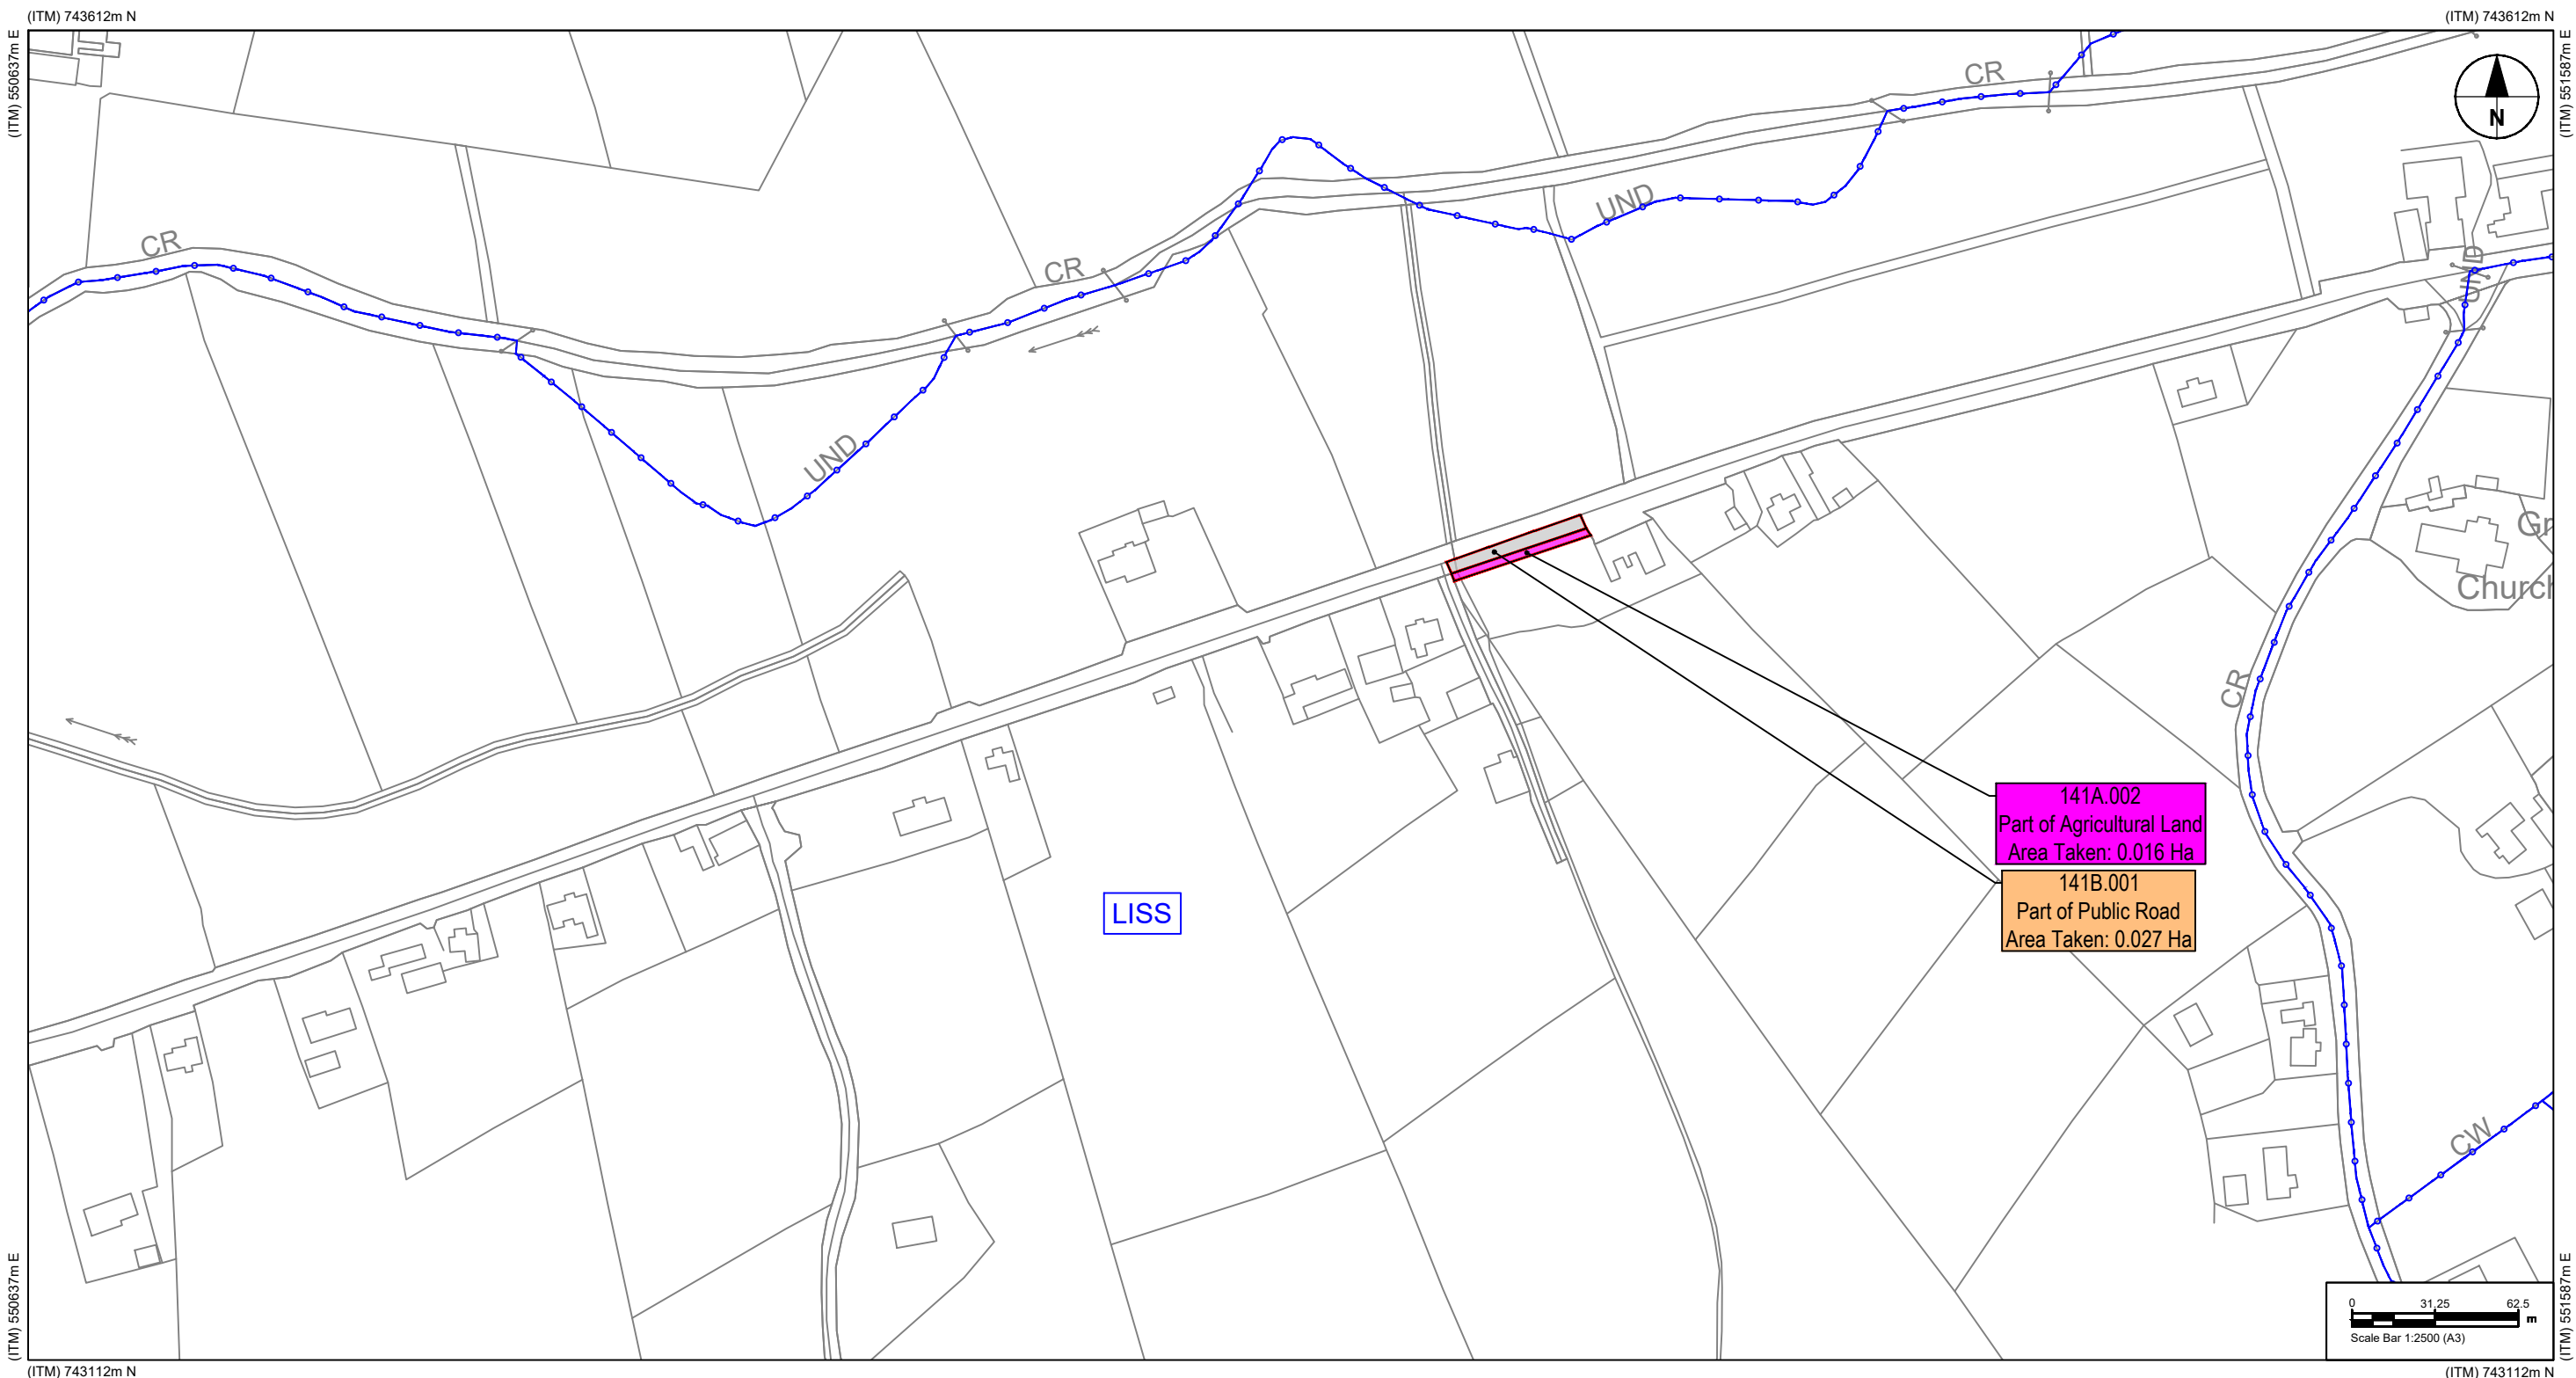 (ITM) 743612m N
(ITM) 743612m N
(ITM) 550637m E
(ITM) 551587m E
CR
N
CR
UND
CR
UND
UND
Gr
Church
CR
141A.002
Part of Agricultural Land
Area Taken: 0.016 Ha
141B.001
Part of Public Road
Area Taken: 0.027 Ha
LISS
CW
(ITM) 550637m E
(ITM) 551587m E
0 31.25 62.5
m
Scale Bar 1:2500 (A3)
(ITM) 743112m N
(ITM) 743112m N